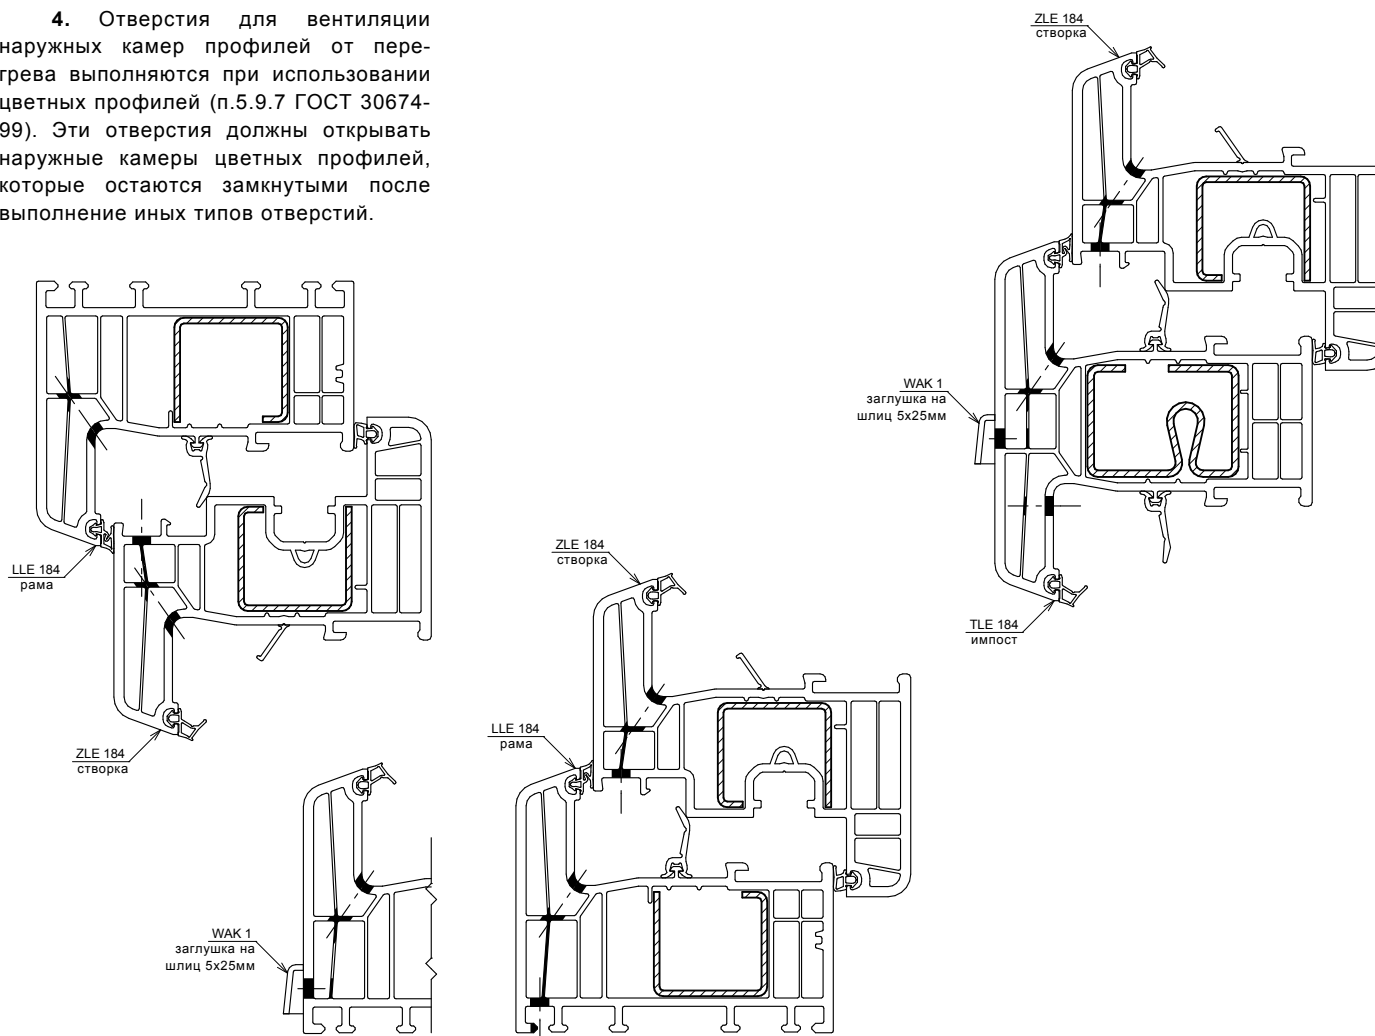 4. Отверстия для вентиляции
наружных камер профилей от пере-
грева выполняются при использовании
цветных профилей (п.5.9.7 ГОСТ 30674-
99). Эти отверстия должны открывать
наружные камеры цветных профилей,
которые остаются замкнутыми после
выполнение иных типов отверстий.
ZLE 184
створка
WAK 1
заглушка на
шлиц 5х25мм
TLE 184
импост
LLE 184
рама
ZLE 184
створка
ZLE 184
створка
LLE 184
рама
WAK 1
заглушка на
шлиц 5х25мм